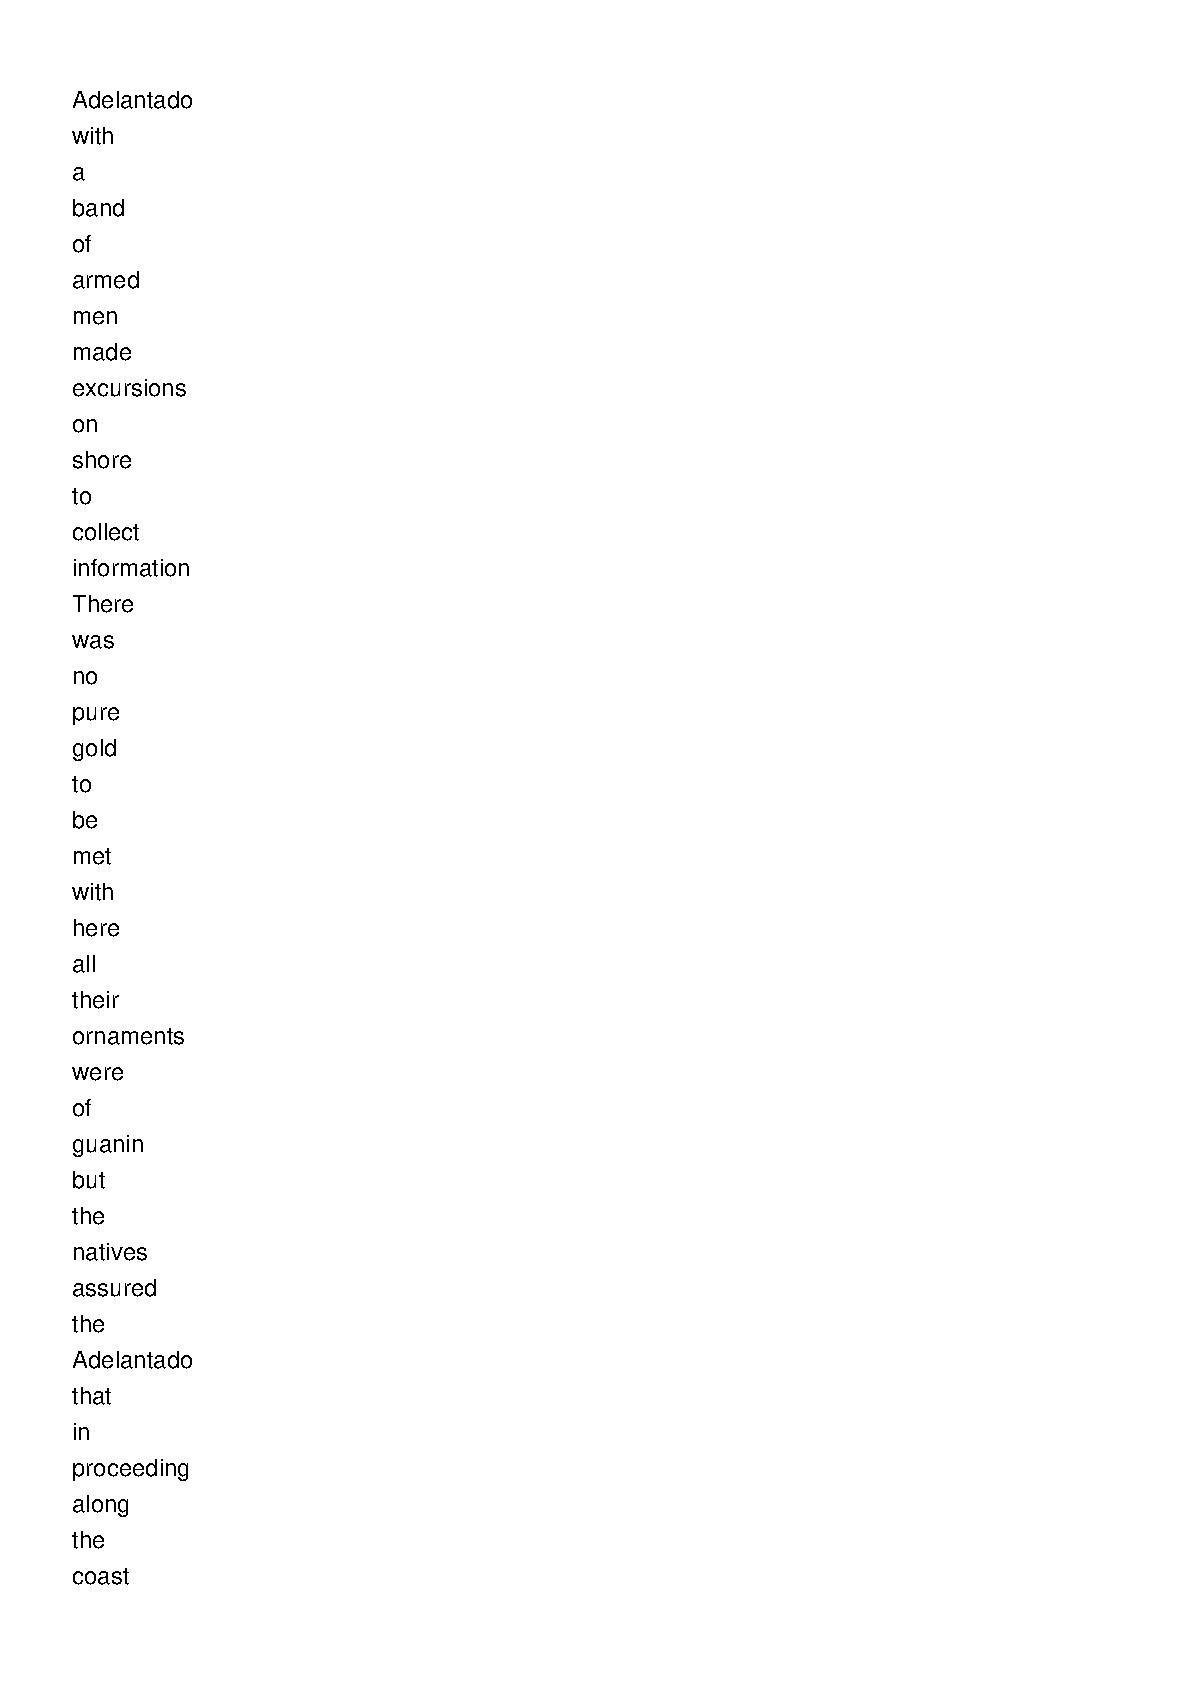 Adelantado
with
a
band
of
armed
men
made
excursions
on
shore
to
collect
information
There
was
no
pure
gold
to
be
met
with
here
all
their
ornaments
were
of
guanin
but
the
natives
assured
the
Adelantado
that
in
proceeding
along
the
coast